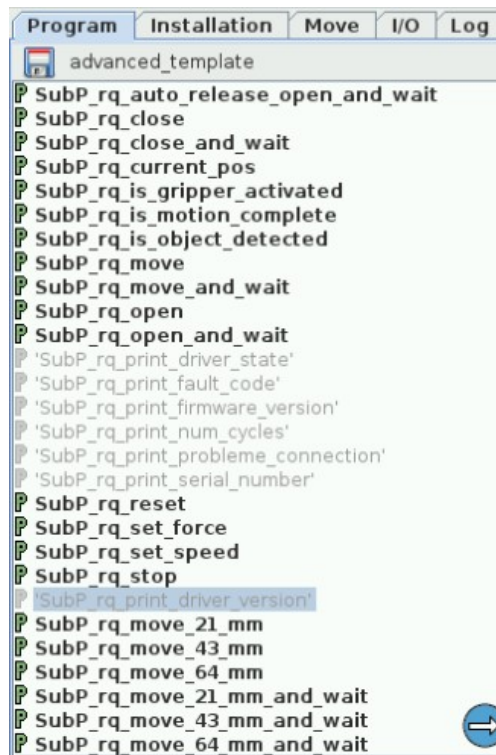 Program Installation Move I/O Log
advanced_template
SubP_rq_auto_release_open_and_wait
SubP_rq_close
SubP_rq_close_and_wait
SubP_rq_current_pos
SubP_rq_is_gripper_activated
SubP_rq_is_motion_complete
SubP_rq_is_object_detected
SubP_rq_move
SubP_rq_move_and_wait
SubP_rq_open
SubP_rq_open_and_wait
'SubP_rq_print_driver_state'
'SubP_rq_print_fault_code'
'SubP_rq_print_firmware_version'
'SubP_rq_print_num_cycles'
'SubP_rq_print_probleme_connection'
'SubP_rq_print_serial_number'
SubP_rq_reset
SubP_rq_set_force
SubP_rq_set_speed
SubP_rq_stop
'SubP_rq_print_driver_version'
SubP_rq_move_21_mm
SubP_rq_move_43_mm
SubP_rq_move_64_mm
SubP_rq_move_21_mm_and_wait
SubP_rq_move_43_mm_and_wait
SubP_rq_move_64_mm_and_wait